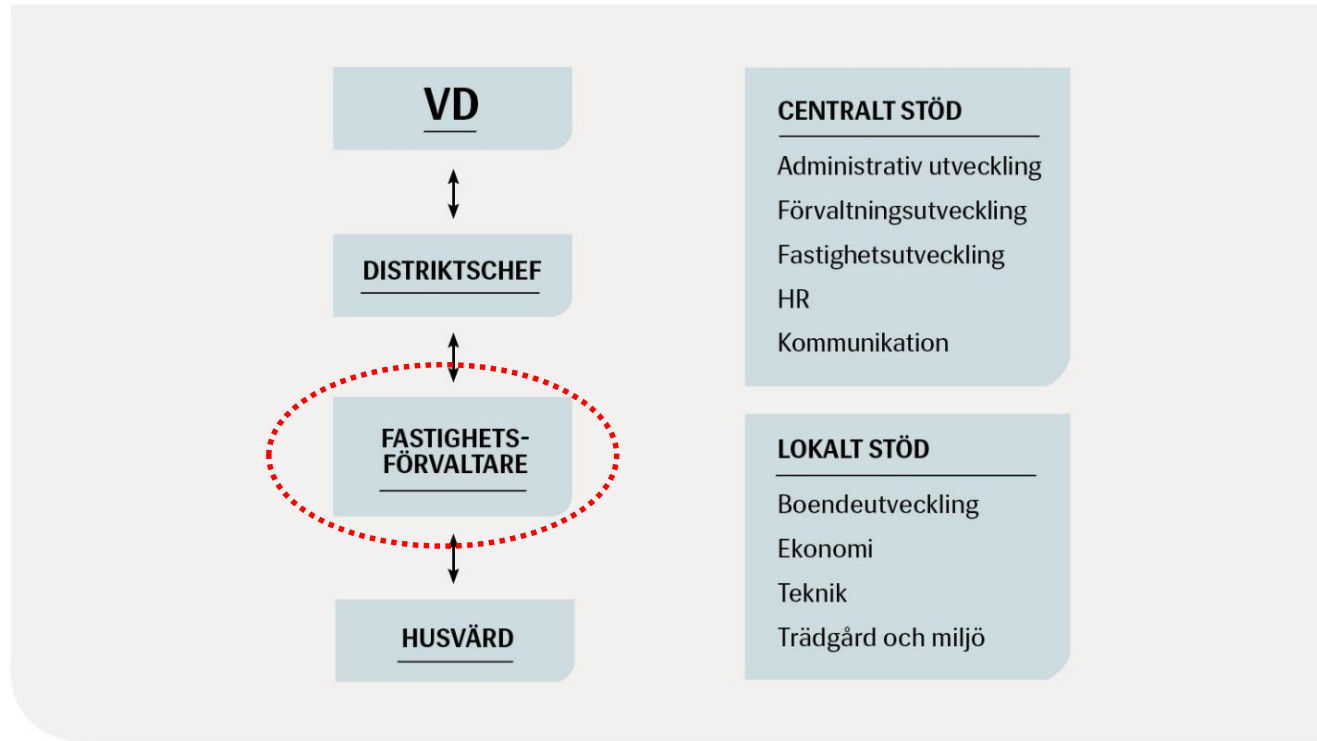 VD
DISTRIKTSCHEF
FASTIGHETS-
FÖRVALTARE
HUSVÄRD
CENTRALT STÖD
Administrativ utveckling
Förvaltningsutveckling
Fastighetsutveckling
HR
Kommunikation
LOKALT STÖD
Boendeutveckling
Ekonomi
Teknik
Trädgård och miljö